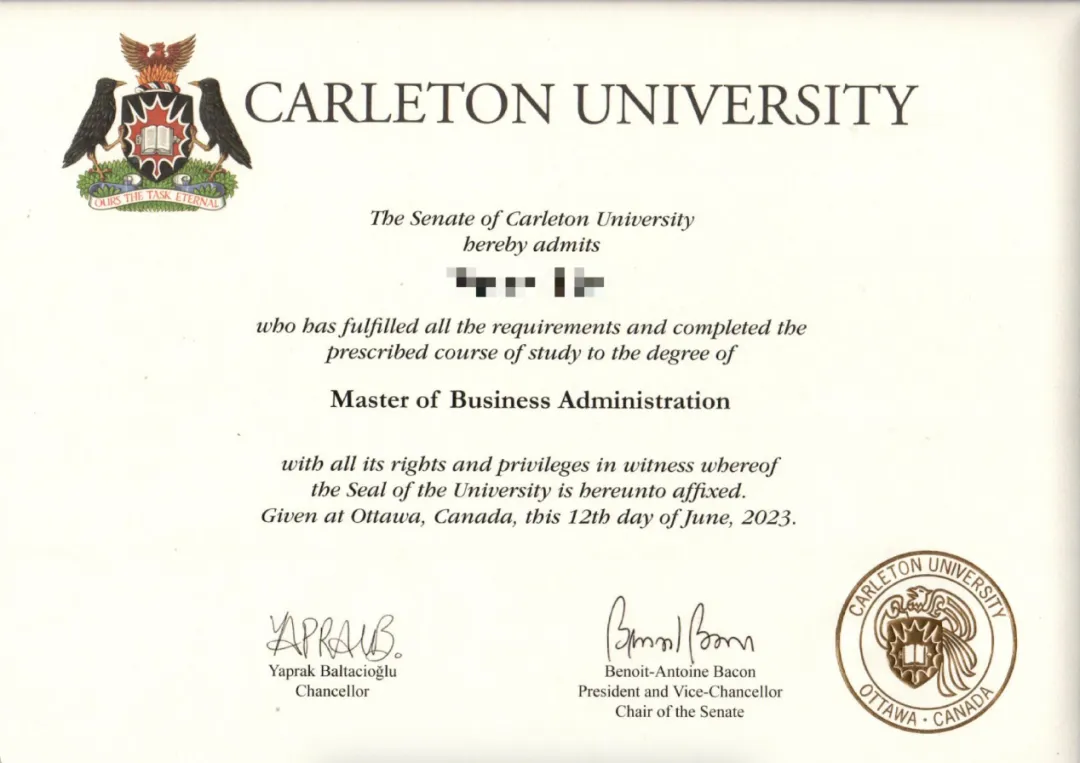 CARLETON UNIVERSITY
OURS THE TASK ETERNAL
The Senate of Carleton University
hereby admits
who has fulfilled all the requirements and completed the
prescribed course of study to the degree of
Master of Business Administration
with all its rights and privileges in witness whereof
the Seal of the University is hereunto affixed.
Given at Ottawa, Canada, this 12th day of June, 2023.
YAPRAKB.
Yaprak Baltacıoğlu
Chancellor
Benoit-Antoine Bacon
President and Vice-Chancellor
Chair of the Senate
CARLETON UNIVERSITY
OTTAWA · CANADA